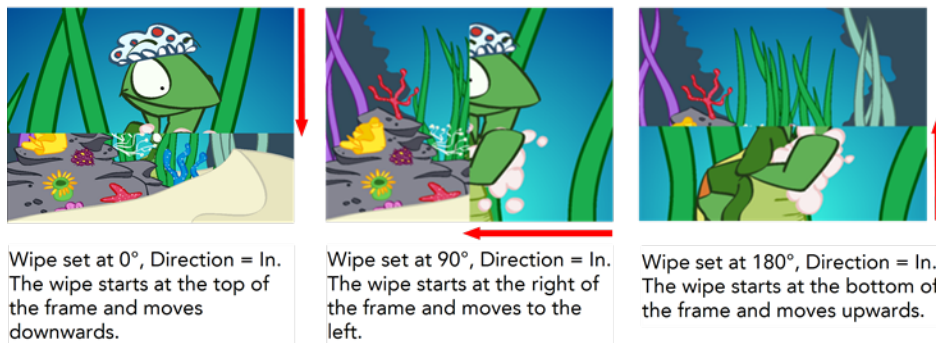 Wipe set at 0°, Direction = In.
The wipe starts at the top of
the frame and moves
downwards.
Wipe set at 90°, Direction = In.
The wipe starts at the right of
the frame and moves to the
left.
Wipe set at 180°, Direction = In.
The wipe starts at the bottom of
the frame and moves upwards.